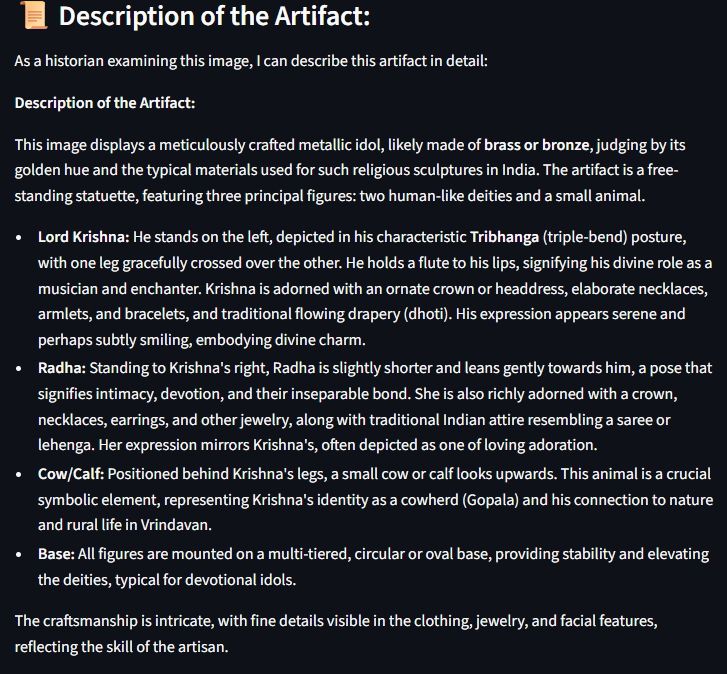 📜 Description of the Artifact:
As a historian examining this image, I can describe this artifact in detail:
Description of the Artifact:
This image displays a meticulously crafted metallic idol, likely made of brass or bronze, judging by its
golden hue and the typical materials used for such religious sculptures in India. The artifact is a free-
standing statuette, featuring three principal figures: two human-like deities and a small animal.
• Lord Krishna: He stands on the left, depicted in his characteristic Tribhanga (triple-bend) posture,
with one leg gracefully crossed over the other. He holds a flute to his lips, signifying his divine role as a
musician and enchanter. Krishna is adorned with an ornate crown or headdress, elaborate necklaces,
armlets, and bracelets, and traditional flowing drapery (dhoti). His expression appears serene and
perhaps subtly smiling, embodying divine charm.
• Radha: Standing to Krishna's right, Radha is slightly shorter and leans gently towards him, a pose that
signifies intimacy, devotion, and their inseparable bond. She is also richly adorned with a crown,
necklaces, earrings, and other jewelry, along with traditional Indian attire resembling a saree or
lehenga. Her expression mirrors Krishna's, often depicted as one of loving adoration.
• Cow/Calf: Positioned behind Krishna's legs, a small cow or calf looks upwards. This animal is a crucial
symbolic element, representing Krishna's identity as a cowherd (Gopala) and his connection to nature
and rural life in Vrindavan.
• Base: All figures are mounted on a multi-tiered, circular or oval base, providing stability and elevating
the deities, typical for devotional idols.
The craftsmanship is intricate, with fine details visible in the clothing, jewelry, and facial features,
reflecting the skill of the artisan.